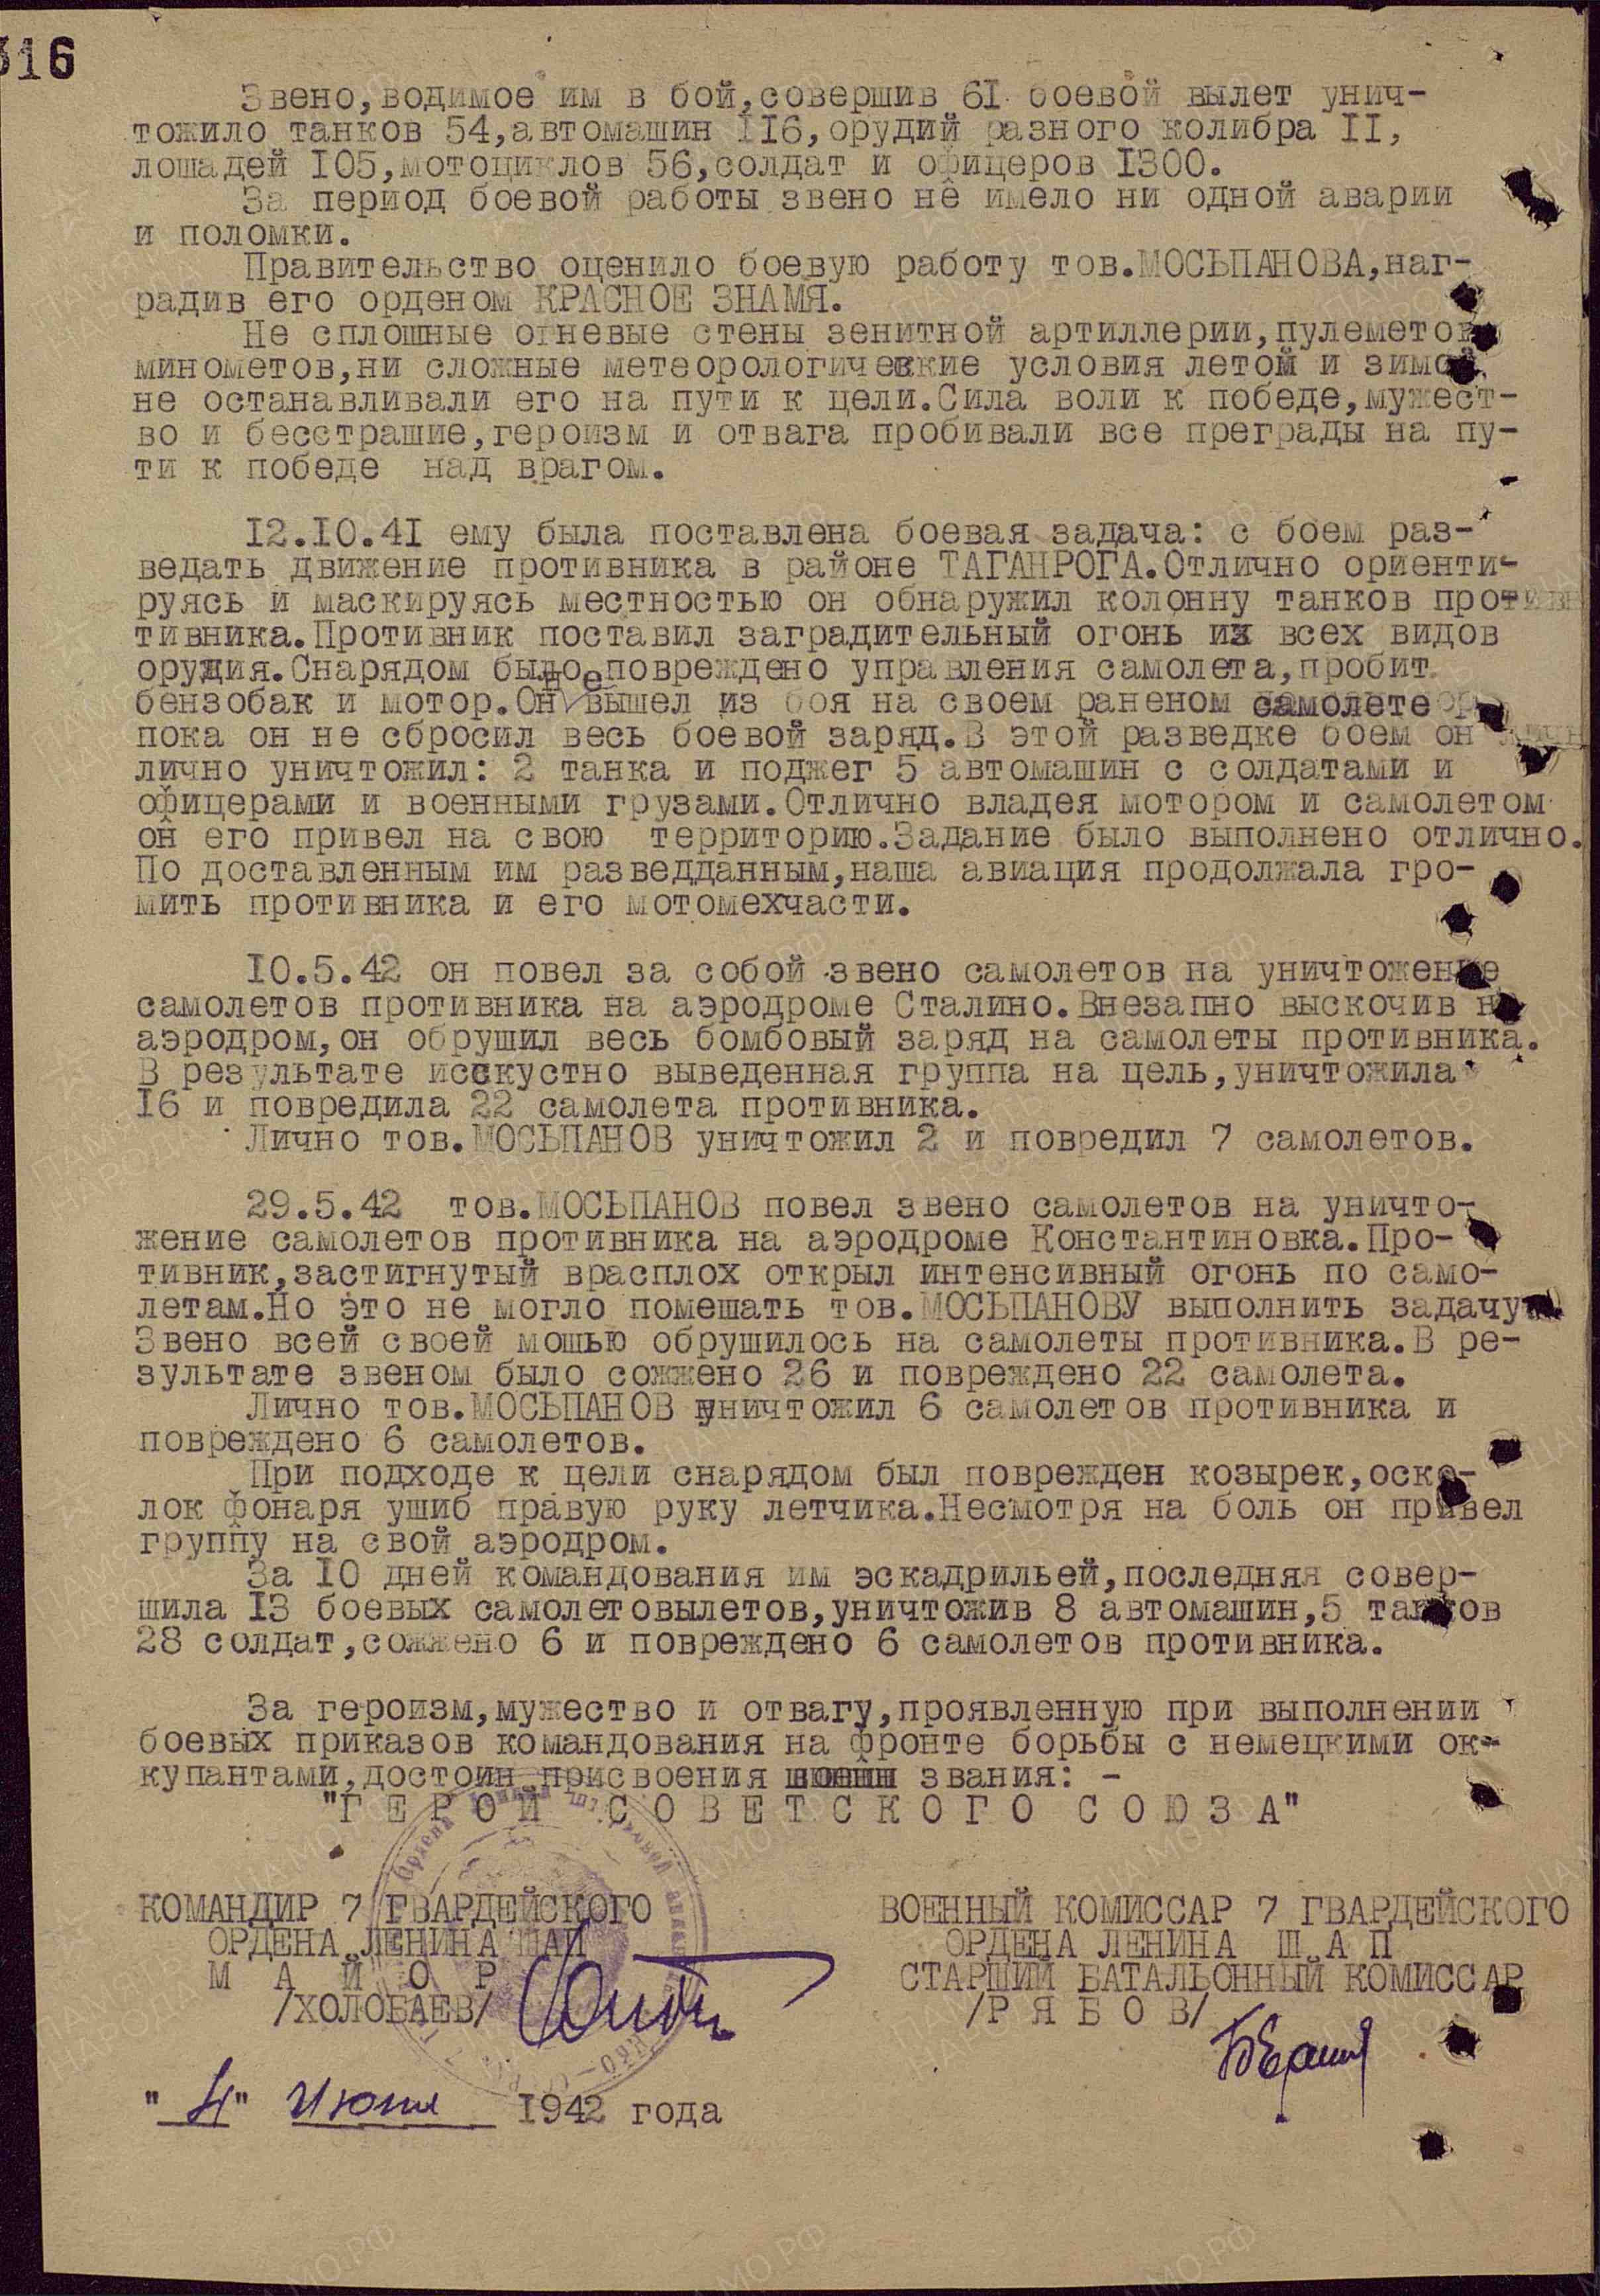 316
Звено,водимое им в бой,совершив 61 боевой вылет унич-
тожило танков 54,автомашин 116,орудий разного колибра II,
лошадей I05,мотоциклов 56,солдат и офицеров I300.
За период боевой работы звено не имело ни одной аварии
и поломки.
Правительство оценило боевую работу тов.МОСЬПАНОВА,наг-
радив его орденом КРАСНОЕ ЗНАМЯ.
Не сплошные огневые стены зенитной артиллерии,пулеметов
минометов,ни сложные метеорологические условия летом и зимой
не останавливали его на пути к цели.Сила воли к победе,мужест-
во и бесстрашие,героизм и отвага пробивали все преграды на пу-
ти к победе над врагом.
I2.I0.4I ему была поставлена боевая задача: с боем раз-
ведать движение противника в районе ТАГАНРОГА.Отлично ориенти-
руясь и маскируясь местностью он обнаружил колонну танков про
тивника.Противник поставил заградительный огонь из всех видов
орудия.Снарядом было повреждено управления самолета,пробит
бензобак и мотор.Он не вышел из боя на своем раненом самолете
пока он не сбросил весь боевой заряд.В этой разведке боем он
лично уничтожил: 2 танка и поджег 5 автомашин с солдатами и
офицерами и военными грузами.Отлично владея мотором и самолетом
он его привел на свою территорию.Задание было выполнено отлично.
По доставленным им разведданным,наша авиация продолжала гро-
мить противника и его мотомехчасти.
I0.5.42 он повел за собой звено самолетов на уничтожение
самолетов противника на аэродроме Сталино.Внезапно выскочив на
аэродром,он обрушил весь бомбовый заряд на самолеты противника.
В результате исскустно выведенная группа на цель,уничтожила
I6 и повредила 22 самолета противника.
Лично тов.МОСЬПАНОВ уничтожил 2 и повредил 7 самолетов.
29.5.42 тов.МОСЬПАНОВ повел звено самолетов на уничто-
жение самолетов противника на аэродроме Константиновка.Про-
тивник,застигнутый врасплох открыл интенсивный огонь по само-
летам.Но это не могло помешать тов.МОСЬПАНОВУ выполнить задачу
Звено всей своей мощью обрушилось на самолеты противника.В ре-
зультате звеном было сожжено 26 и повреждено 22 самолета.
Лично тов.МОСЬПАНОВ уничтожил 6 самолетов противника и
повреждено 6 самолетов.
При подходе к цели снарядом был поврежден козырек,оско-
лок фонаря ушиб правую руку летчика.Несмотря на боль он привел
группу на свой аэродром.
За I0 дней командования им эскадрильей,последняя совер-
шила I3 боевых самолетовылетов,уничтожив 8 автомашин,5 танков
28 солдат,сожжено 6 и повреждено 6 самолетов противника.
За героизм,мужество и отвагу,проявленную при выполнении
боевых приказов командования на фронте борьбы с немецкими ок-
купантами,достоин присвоения звания: -
"Г Е Р О Й С О В Е Т С К О Г О С О Ю З А"
КОМАНДИР 7 ГВАРДЕЙСКОГО
ОРДЕНА ЛЕНИНА ШАП
М А Й О Р
/ХОЛОБАЕВ/
ВОЕННЫЙ КОМИССАР 7 ГВАРДЕЙСКОГО
ОРДЕНА ЛЕНИНА Ш А П
СТАРШИЙ БАТАЛЬОННЫЙ КОМИССАР
/Р Я Б О В/
"4" Июня I942 года